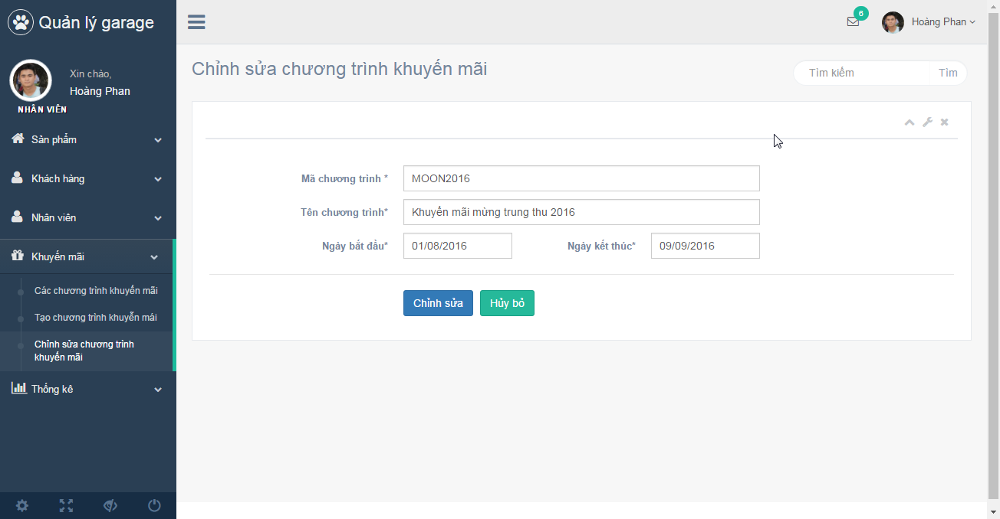 Quản lý garage
6
Hoàng Phan
Xin chào,
Hoàng Phan
NHÂN VIÊN
Sản phẩm
Khách hàng
Nhân viên
Khuyến mãi
Các chương trình khuyến mãi
Tạo chương trình khuyễn mái
Chỉnh sửa chương trình
khuyến mãi
Thống kê
Chỉnh sửa chương trình khuyến mãi
Tìm kiếm
Tìm
Mã chương trình *
MOON2016
Tên chương trình*
Khuyến mãi mừng trung thu 2016
Ngày bắt đầu*
01/08/2016
Ngày kết thúc*
09/09/2016
Chỉnh sửa
Hủy bỏ